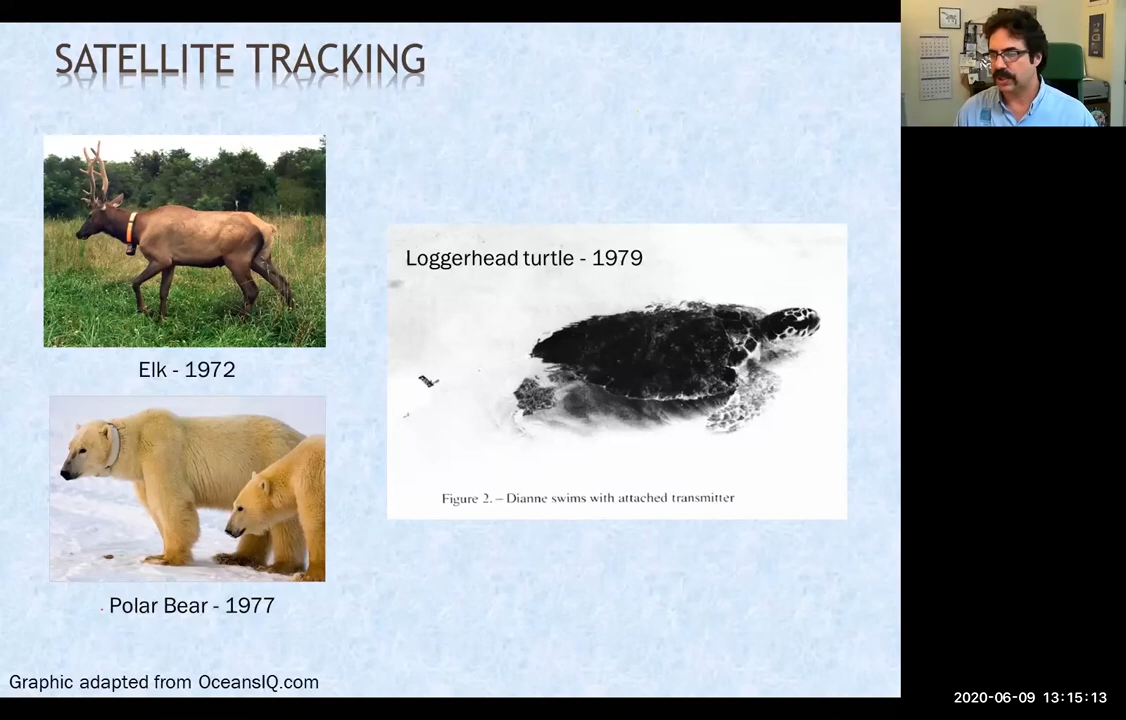 SATELLITE TRACKING
Elk - 1972
Polar Bear - 1977
Loggerhead turtle - 1979
Figure 2. – Dianne swims with attached transmitter
Graphic adapted from OceansIQ.com
2020-06-09 13:15:13